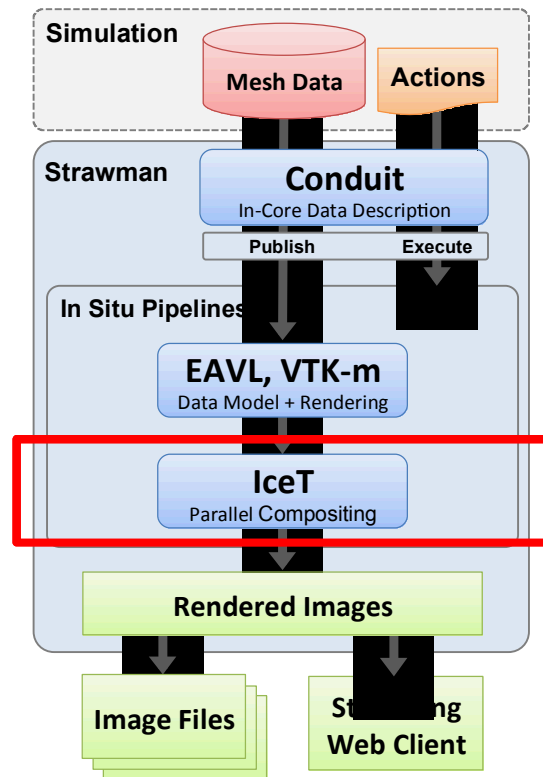 Simulation
Mesh Data
Actions
Strawman
Conduit
In-Core Data Description
Publish
Execute
In Situ Pipelines
EAVL, VTK-m
Data Model + Rendering
IceT
Parallel Compositing
Rendered Images
Image Files
Web Client